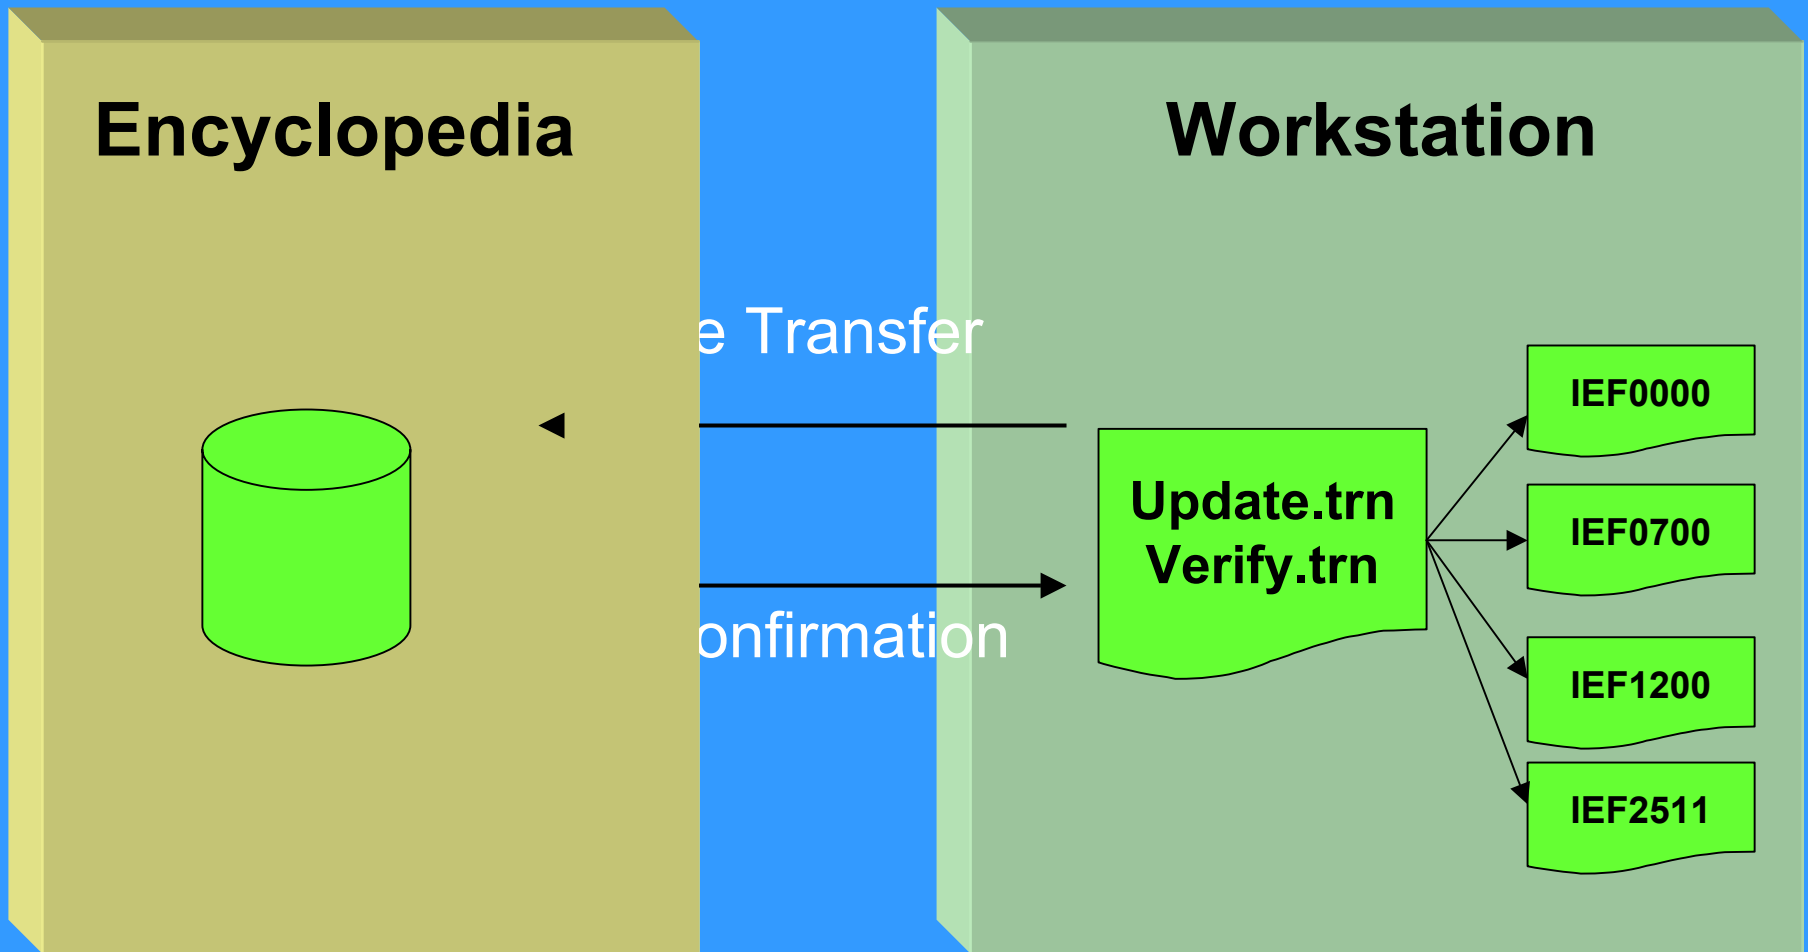 Encyclopedia
Workstation
e Transfer
onfirmation
Update.trn
Verify.trn
IEF0000
IEF0700
IEF1200
IEF2511